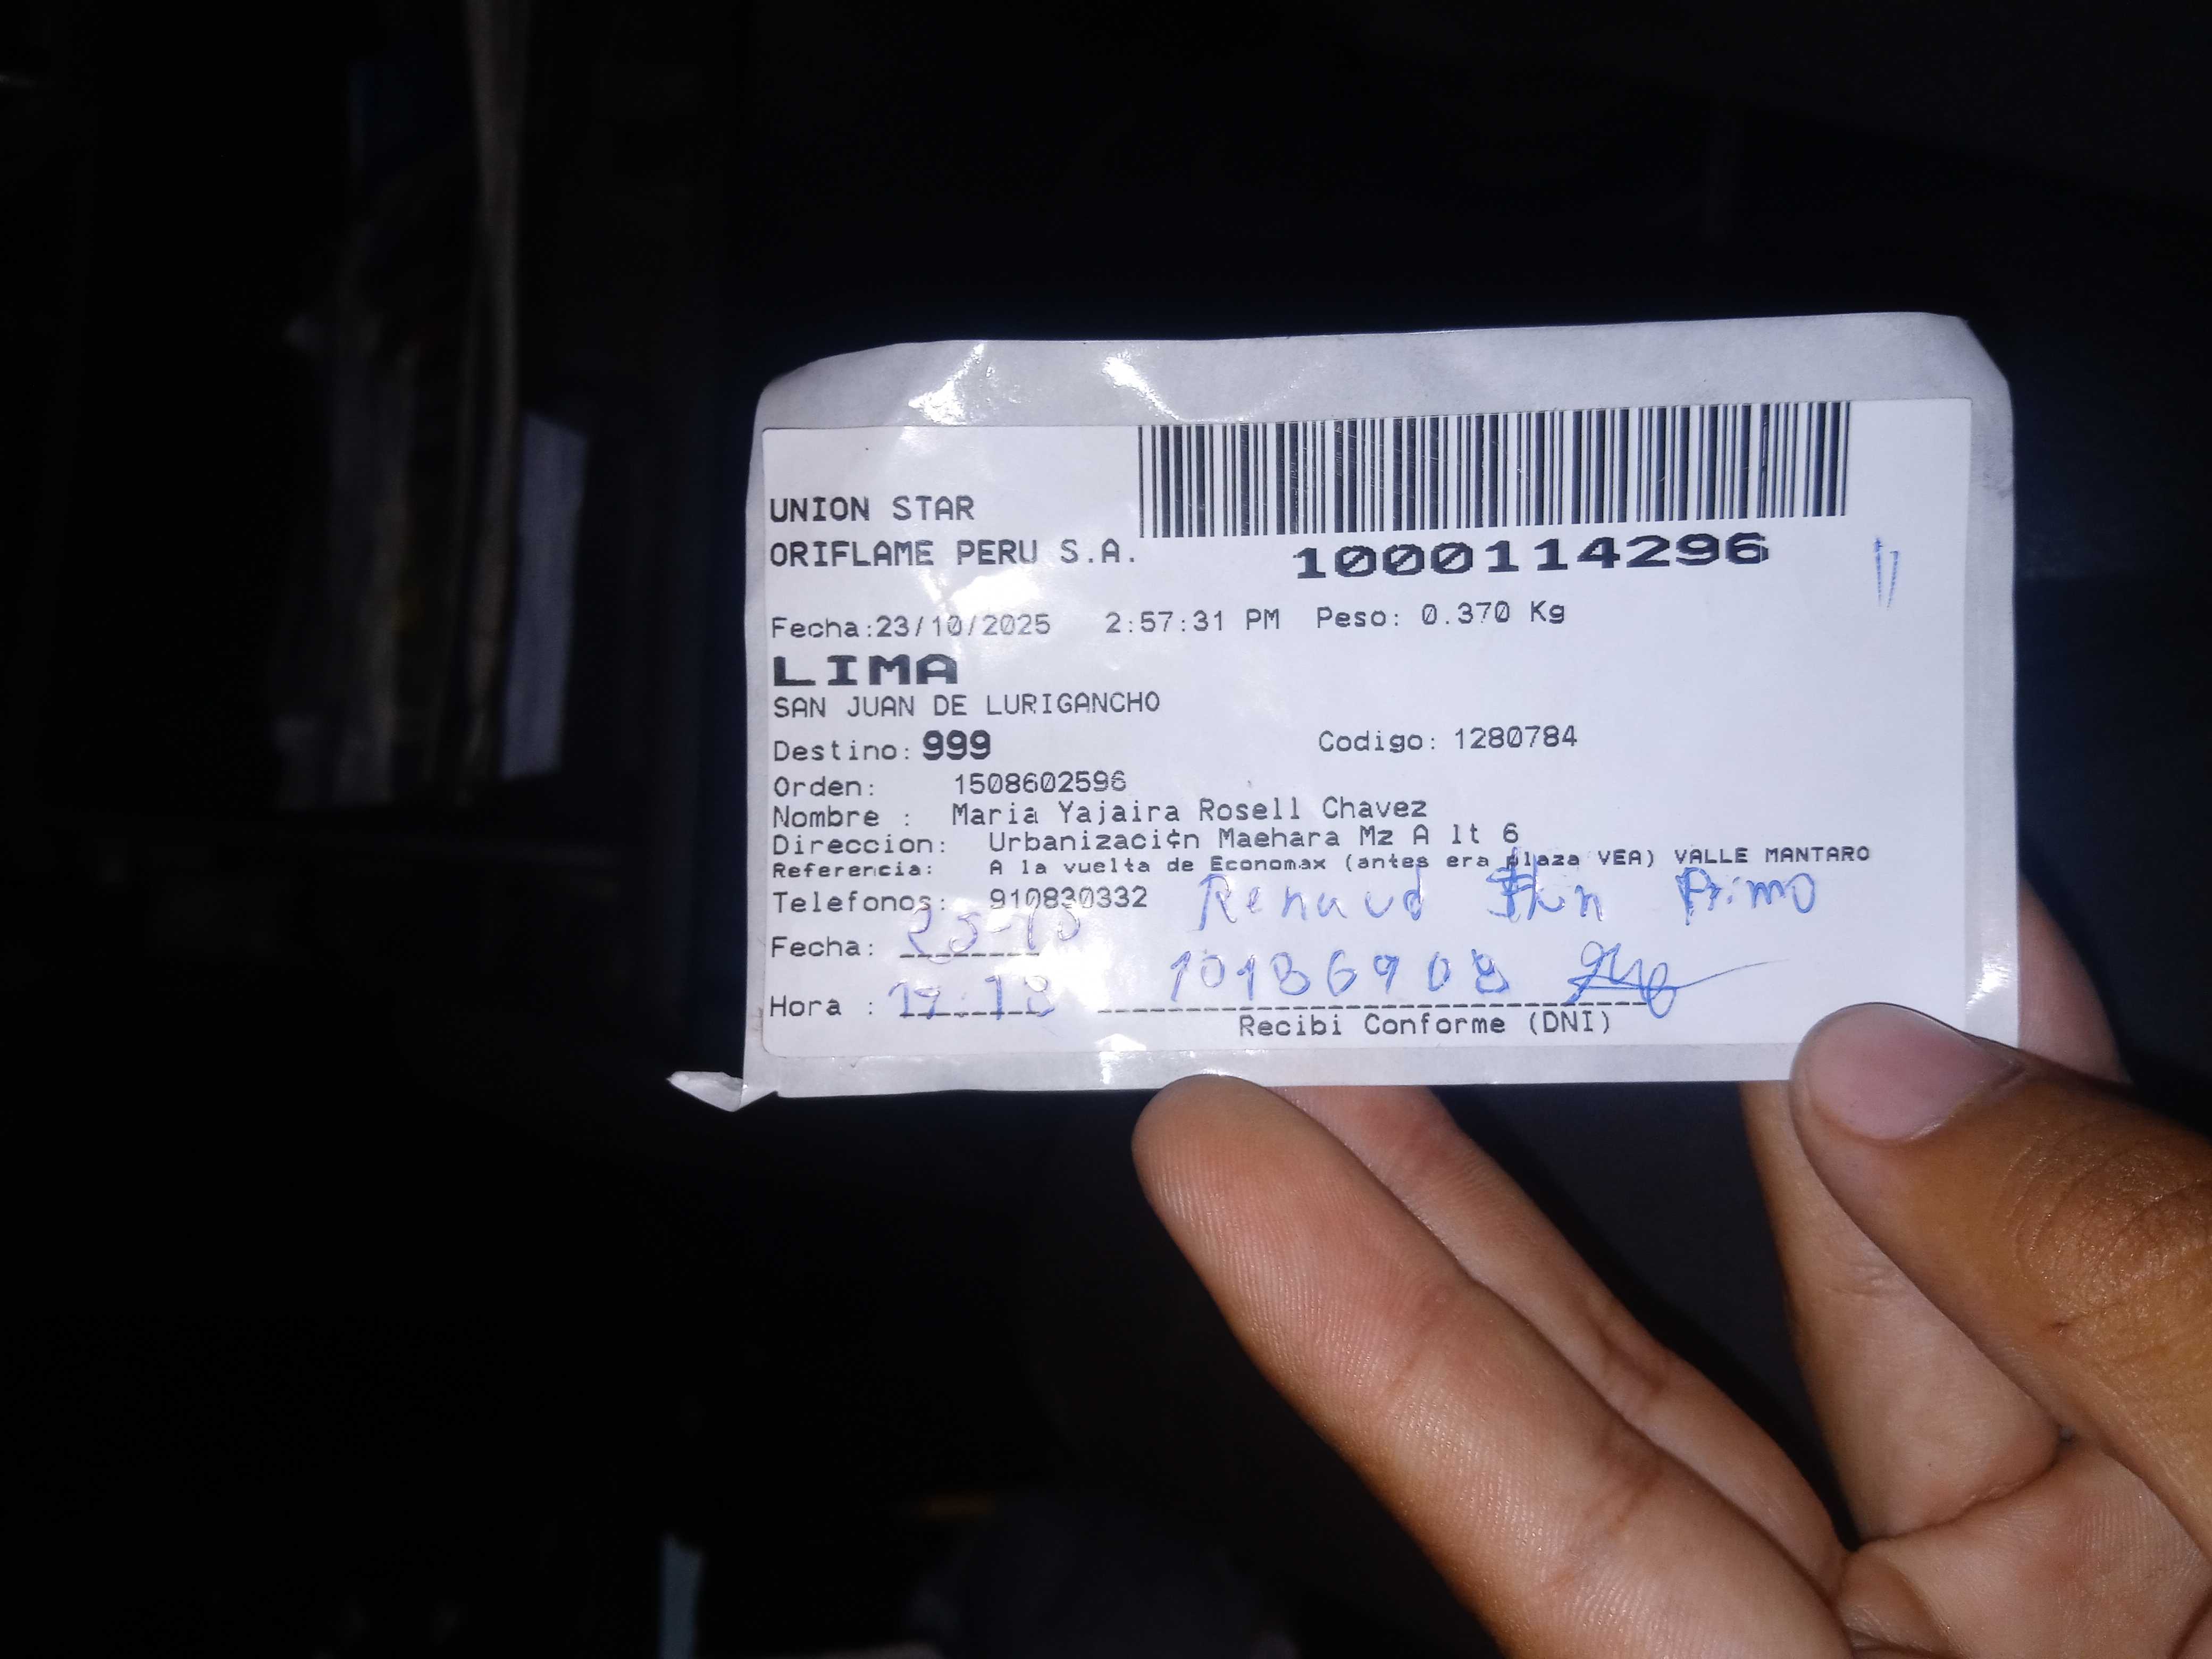 UNION STAR
ORIFLAME PERU S.A.
1000114296
Fecha:23/10/2025 2:57:31 PM Peso: 0.370 Kg
LIMA
SAN JUAN DE LURIGANCHO
Destino: 999 Codigo: 1280784
Orden: 1508602596
Nombre : Maria Yajaira Rosell Chavez
Direccion: Urbanizaci¢n Maehara Mz A lt 6
Referencia: A la vuelta de Economax (antes era plaza VEA) VALLE MANTARO
Telefonos: 910830332 Renaud Primo
Fecha:
Hora : 10186908
Recibi Conforme (DNI)